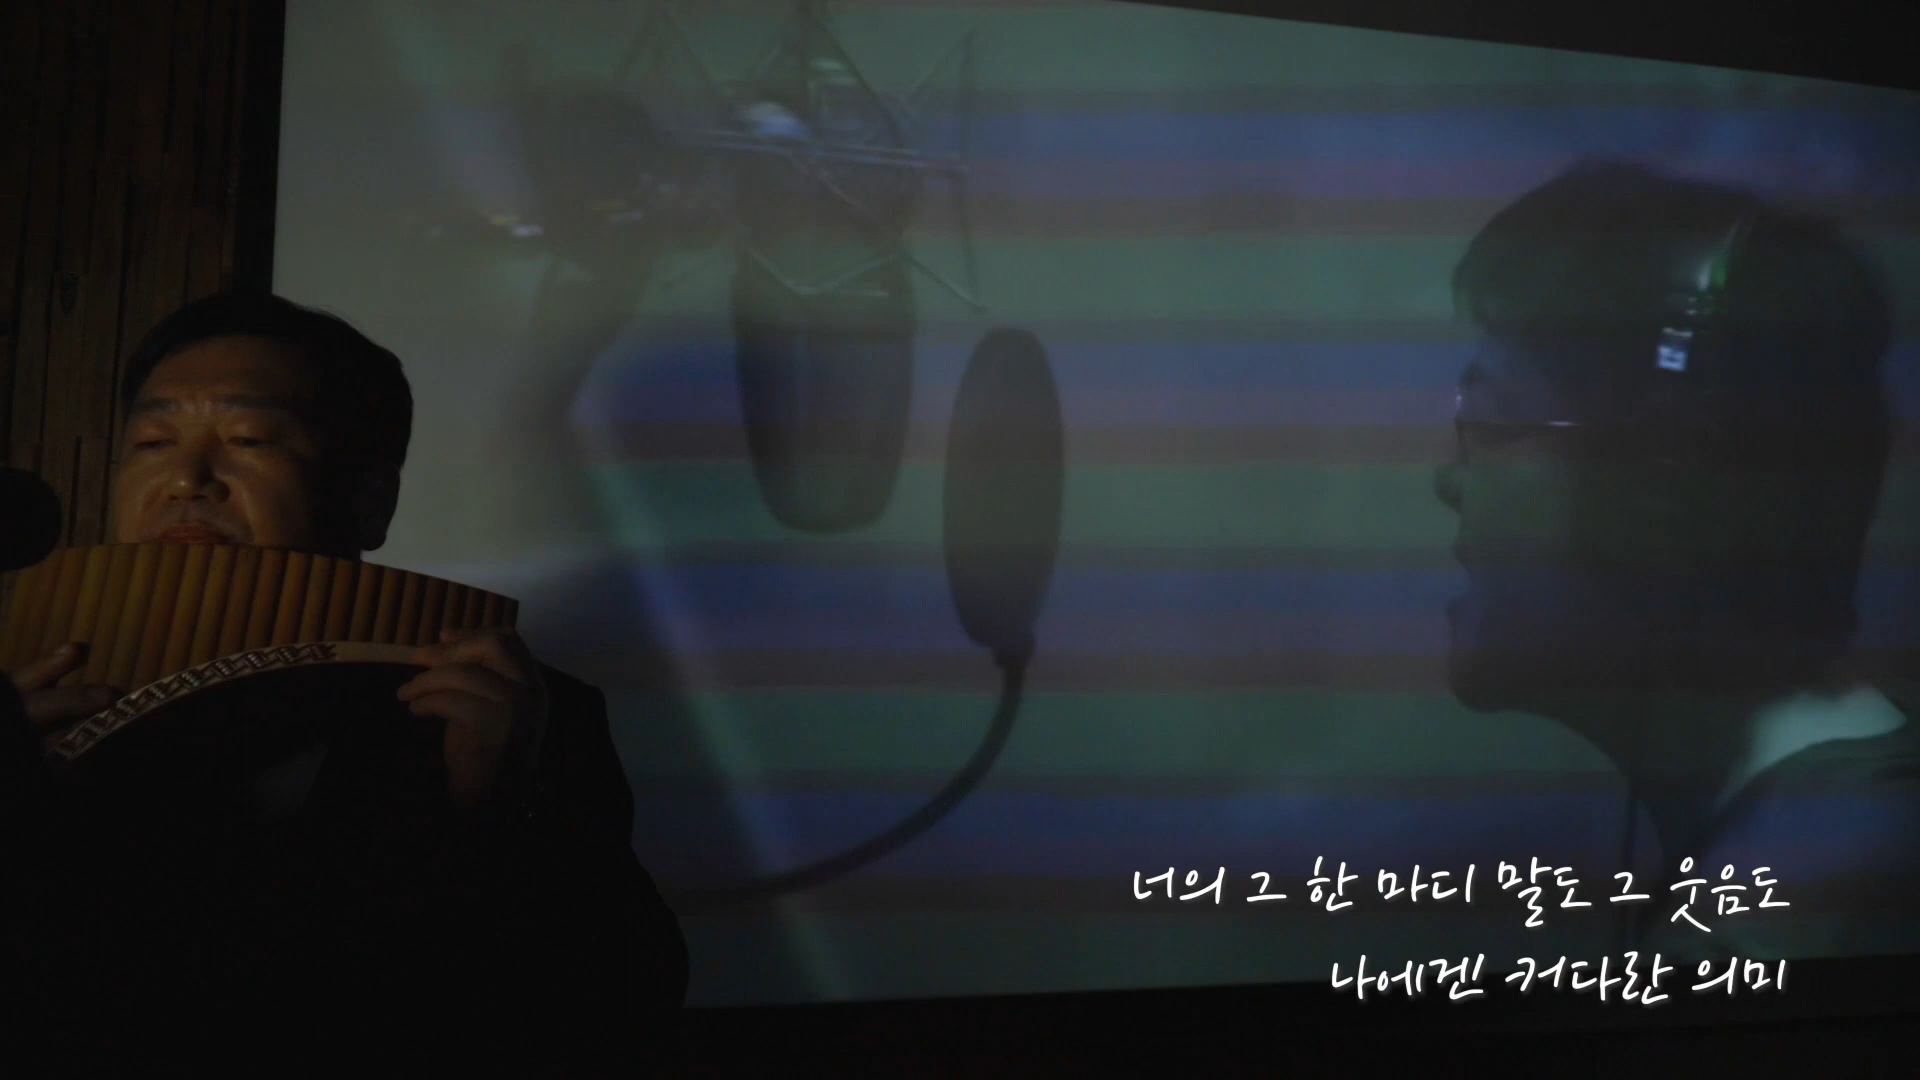 너의 그 한 마디 말도 그 웃음도
나에겐 커다란 의미